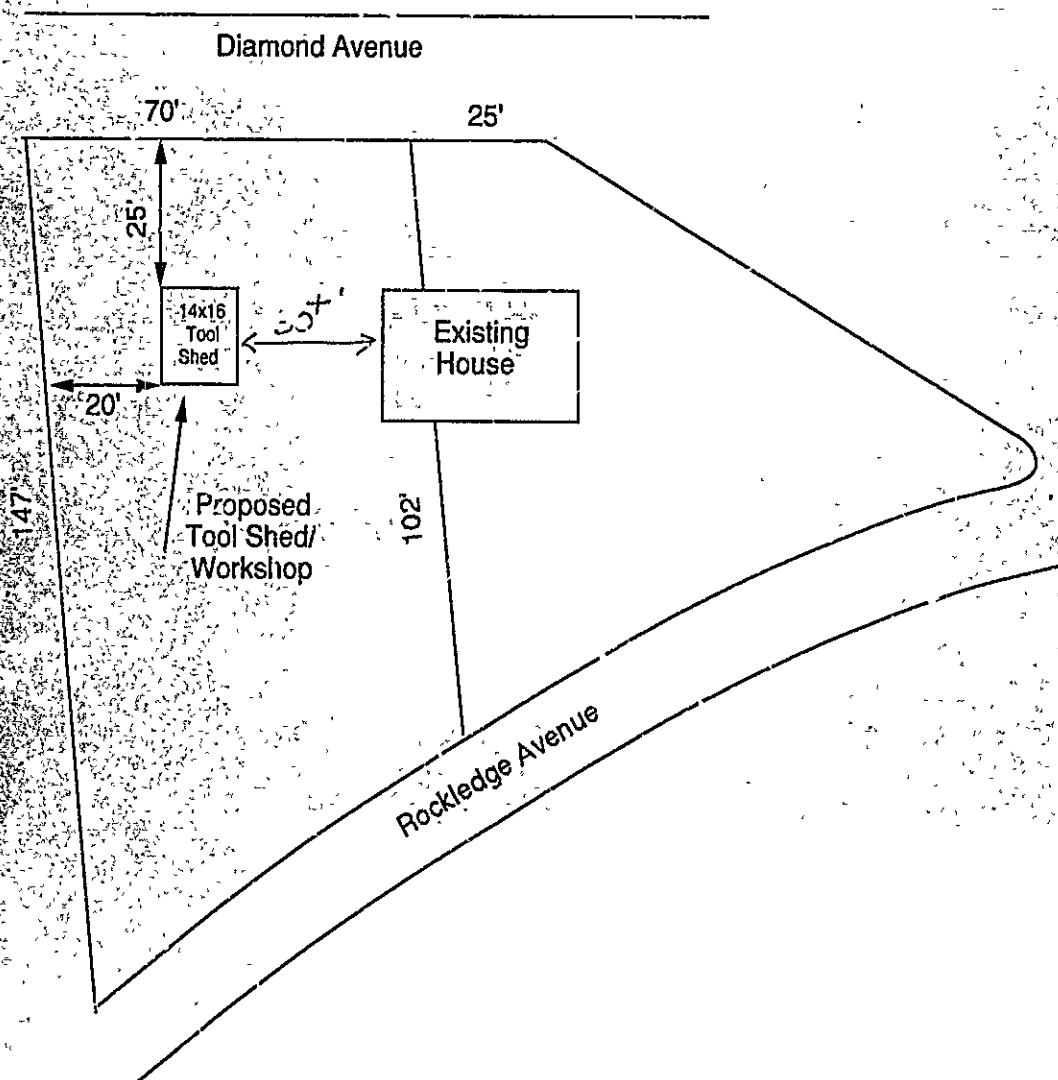 Diamond Avenue
70'
25'
25'
14x16
Tool
Shed
Existing
House
20'
Proposed
Tool Shed/
Workshop
147'
102'
Rockledge Avenue